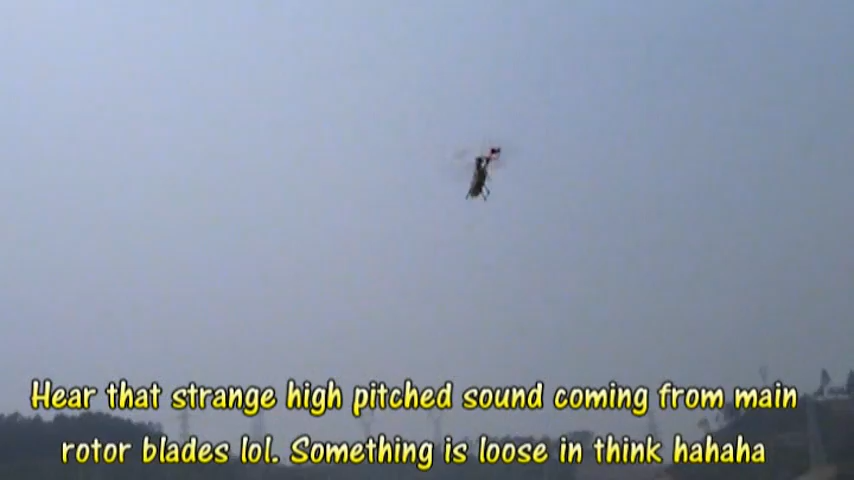 Hear that strange high pitched sound coming from main
rotor blades lol. Something is loose in think hahaha